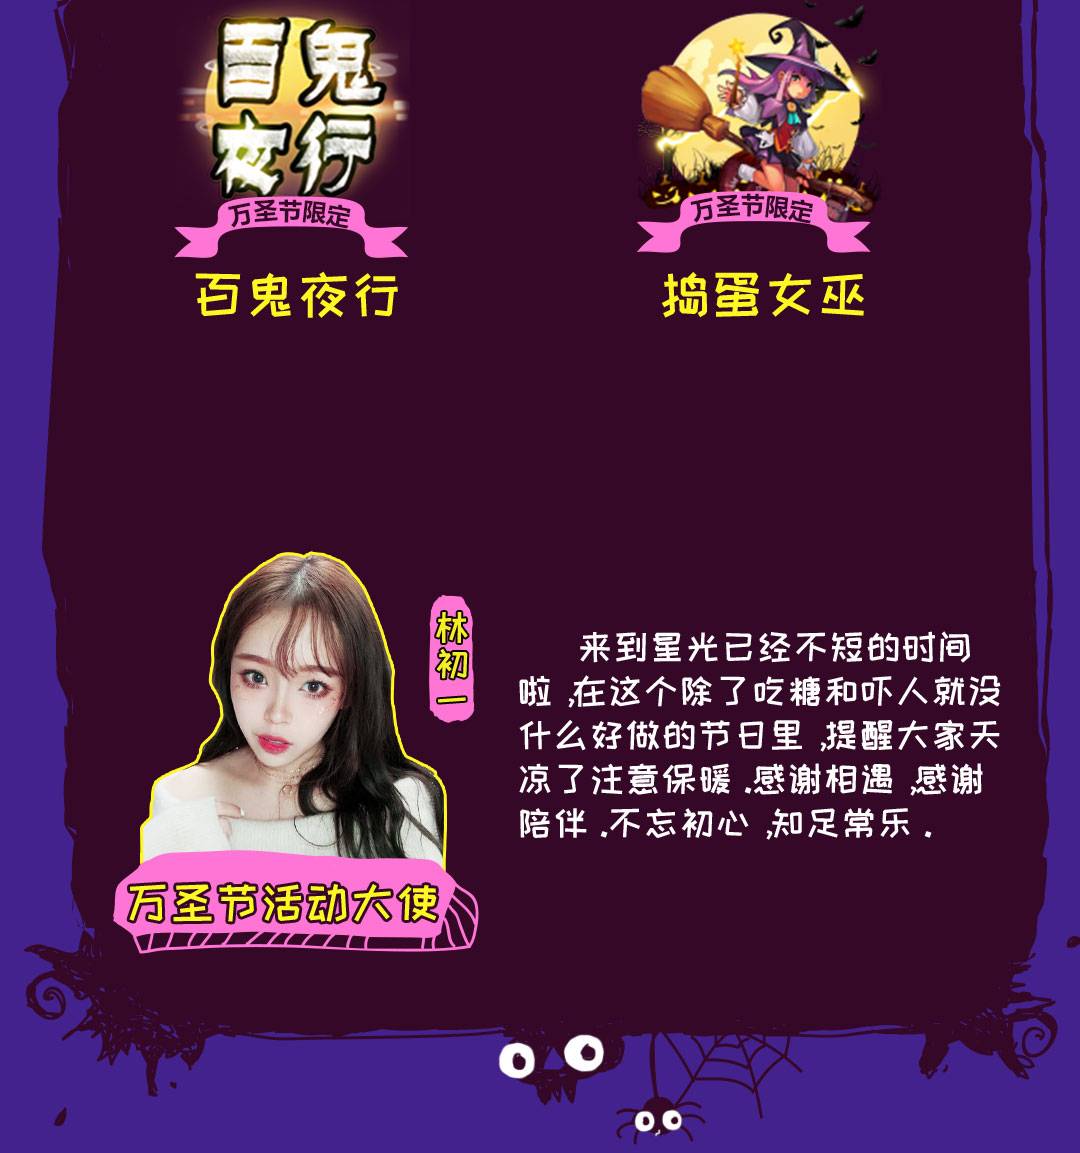 百鬼
夜行
万圣节限定
百鬼夜行
万圣节限定
捣蛋女巫
林初一
来到星光已经不短的时间
啦,在这个除了吃糖和吓人就没
什么好做的节日里,提醒大家天
凉了注意保暖.感谢相遇,感谢
陪伴.不忘初心,知足常乐.
万圣节活动大使